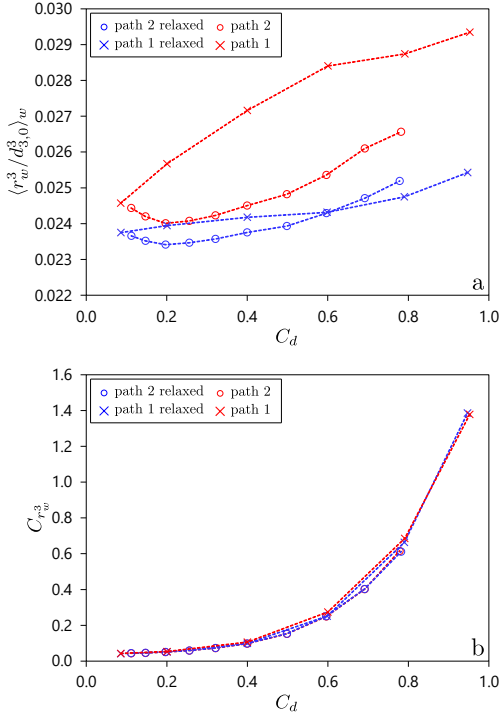 0.030
0.029
0.028
0.027
0.026
0.025
0.024
0.023
0.022
⟨r_w^3/d_{3,0}^3⟩_w
path 2 relaxed path 2
path 1 relaxed path 1
a
0.0 0.2 0.4 0.6 0.8 1.0
C_d
1.6
1.4
1.2
1.0
0.8
0.6
0.4
0.2
0.0
C_{r_w^3}
path 2 relaxed path 2
path 1 relaxed path 1
b
0.0 0.2 0.4 0.6 0.8 1.0
C_d